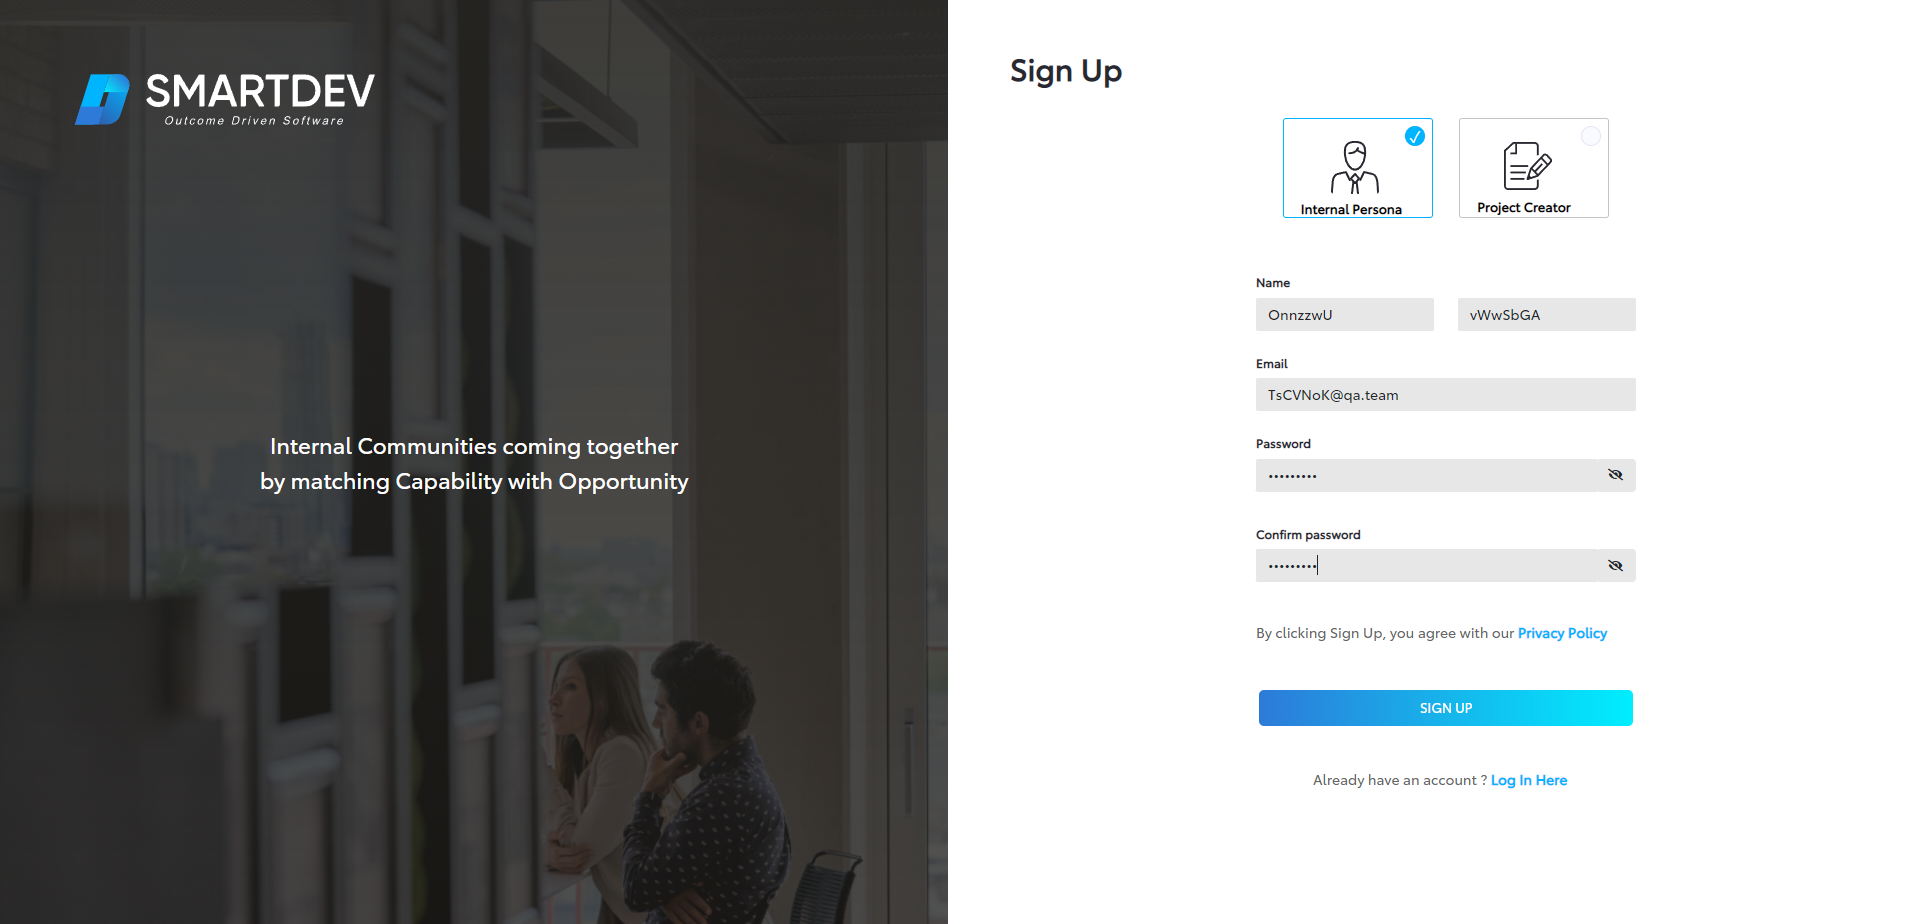 SMARTDEV
Outcome Driven Software
Internal Communities coming together
by matching Capability with Opportunity
Sign Up
Internal Persona
Project Creator
Name
OnnzzwU
vWwSbGA
Email
TsCVNoK@qa.team
Password
•••••••••
Confirm password
•••••••••
By clicking Sign Up, you agree with our Privacy Policy
SIGN UP
Already have an account ? Log In Here